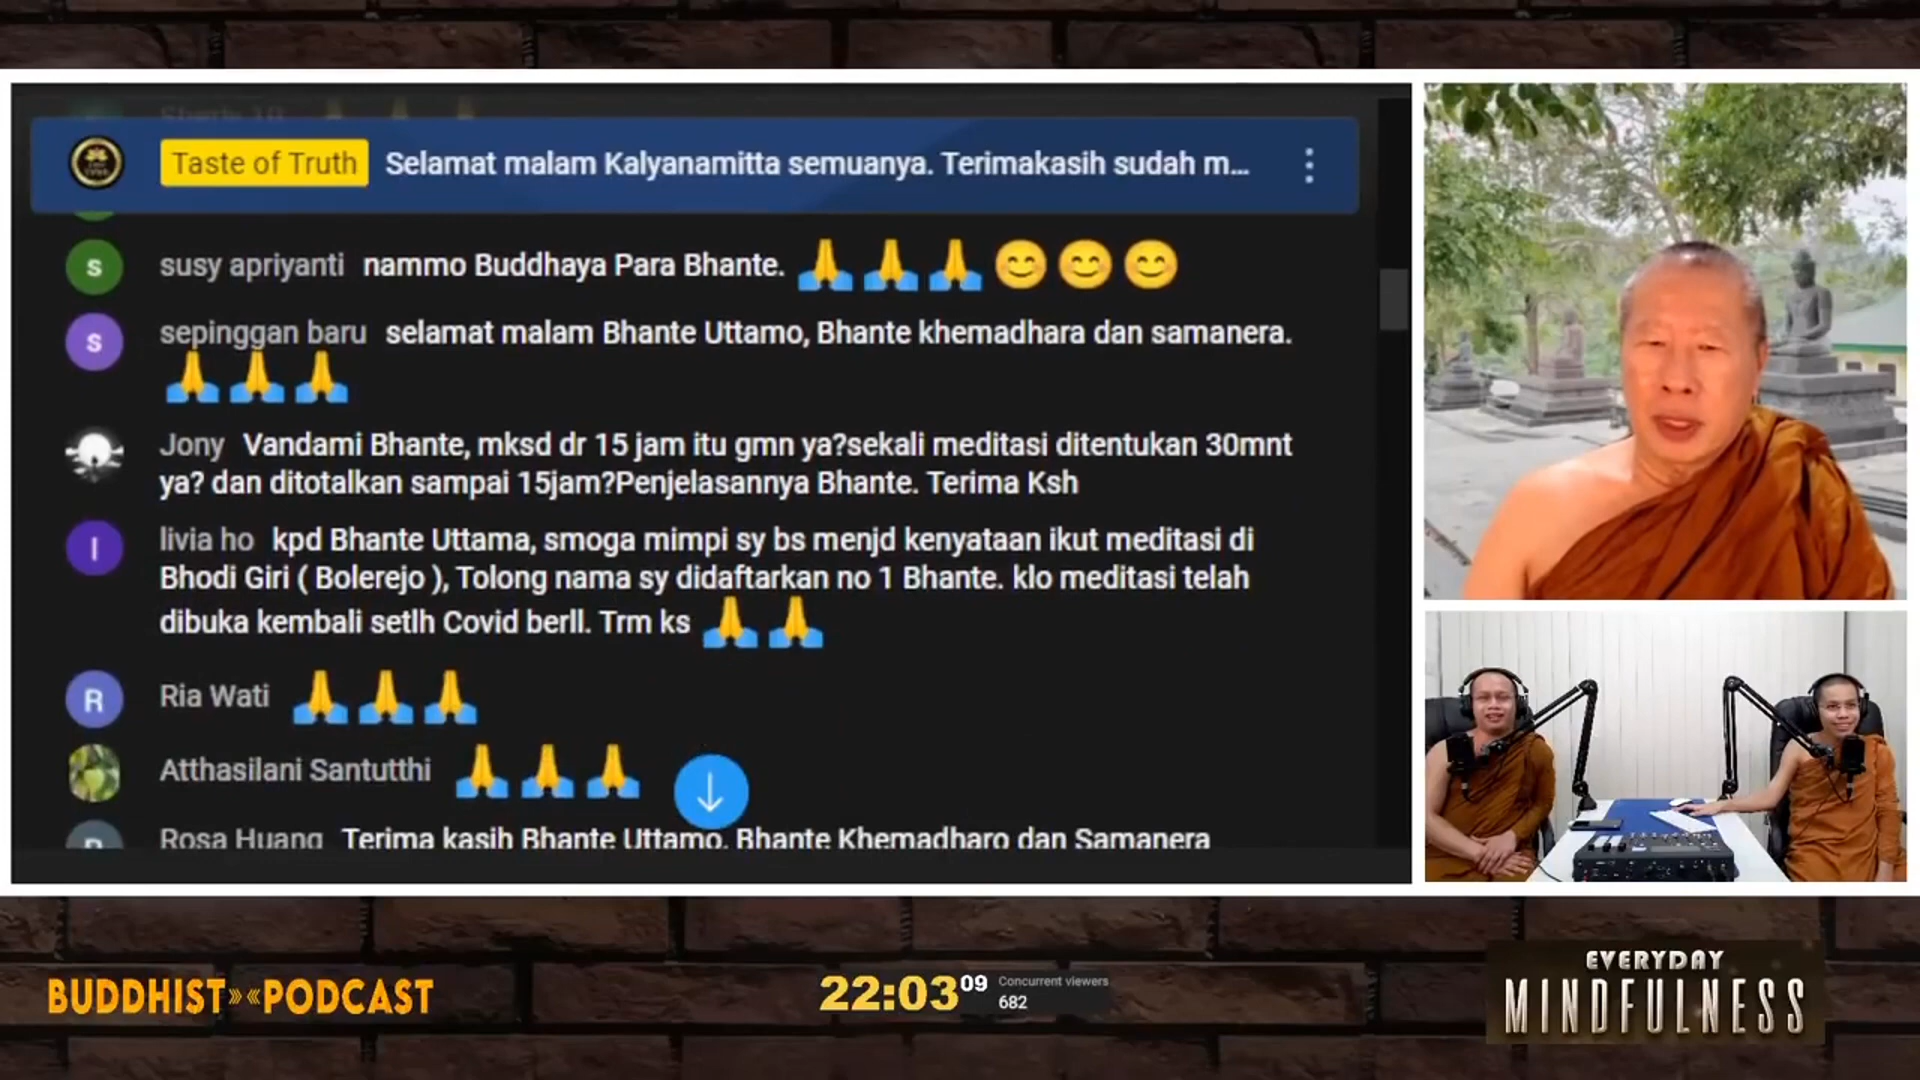 Taste of Truth Selamat malam Kalyanamitta semuanya. Terimakasih sudah m...
s susy apriyanti nammo Buddhaya Para Bhante. 🙏🙏🙏😊😊😊
s sepinggan baru selamat malam Bhante Uttamo, Bhante khemadhara dan samanera.
🙏🙏🙏
Jony Vandami Bhante, mksd dr 15 jam itu gmn ya?sekali meditasi ditentukan 30mnt
ya? dan ditotalkan sampai 15jam?Penjelasannya Bhante. Terima Ksh
l livia ho kpd Bhante Uttama, smoga mimpi sy bs menjd kenyataan ikut meditasi di
Bhodi Giri ( Bolerejo ), Tolong nama sy didaftarkan no 1 Bhante. klo meditasi telah
dibuka kembali setlh Covid berll. Trm ks 🙏🙏
R Ria Wati 🙏🙏🙏
Atthasilani Santutthi 🙏🙏🙏
R Rosa Huang Terima kasih Bhante Uttamo, Bhante Khemadharo dan Samanera
BUDDHIST»«PODCAST
22:03 09
Concurrent viewers
682
EVERYDAY
MINDFULNESS